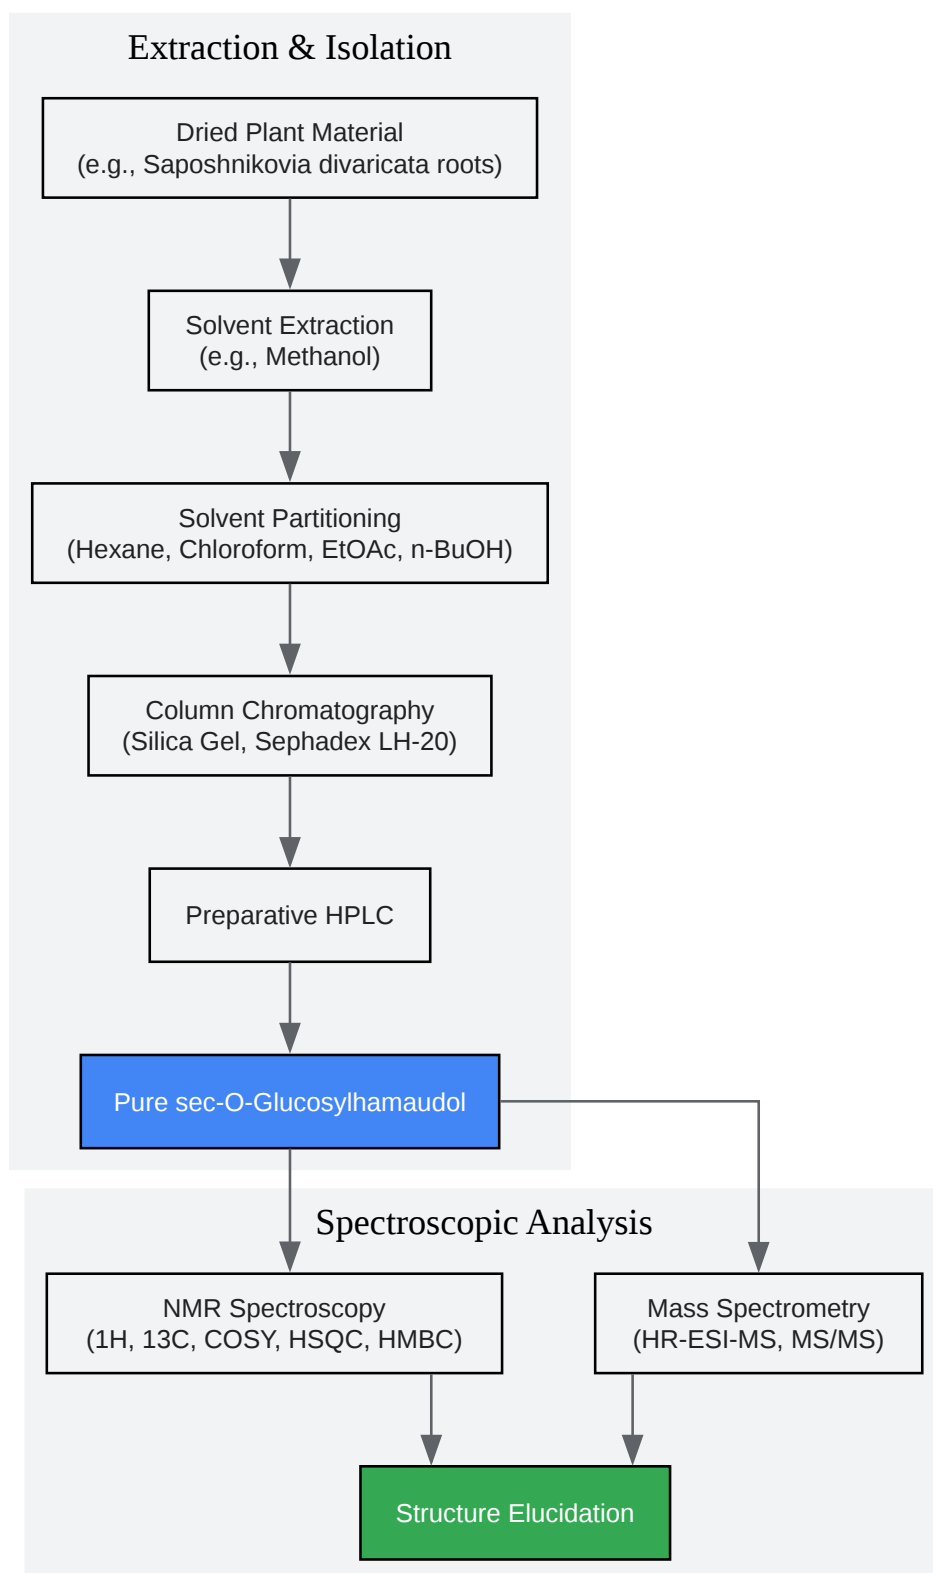 Extraction & Isolation
Dried Plant Material
(e.g., Saposhnikovia divaricata roots)
Solvent Extraction
(e.g., Methanol)
Solvent Partitioning
(Hexane, Chloroform, EtOAc, n-BuOH)
Column Chromatography
(Silica Gel, Sephadex LH-20)
Preparative HPLC
Pure sec-O-Glucosylhamaudol
Spectroscopic Analysis
NMR Spectroscopy
(1H, 13C, COSY, HSQC, HMBC)
Mass Spectrometry
(HR-ESI-MS, MS/MS)
Structure Elucidation